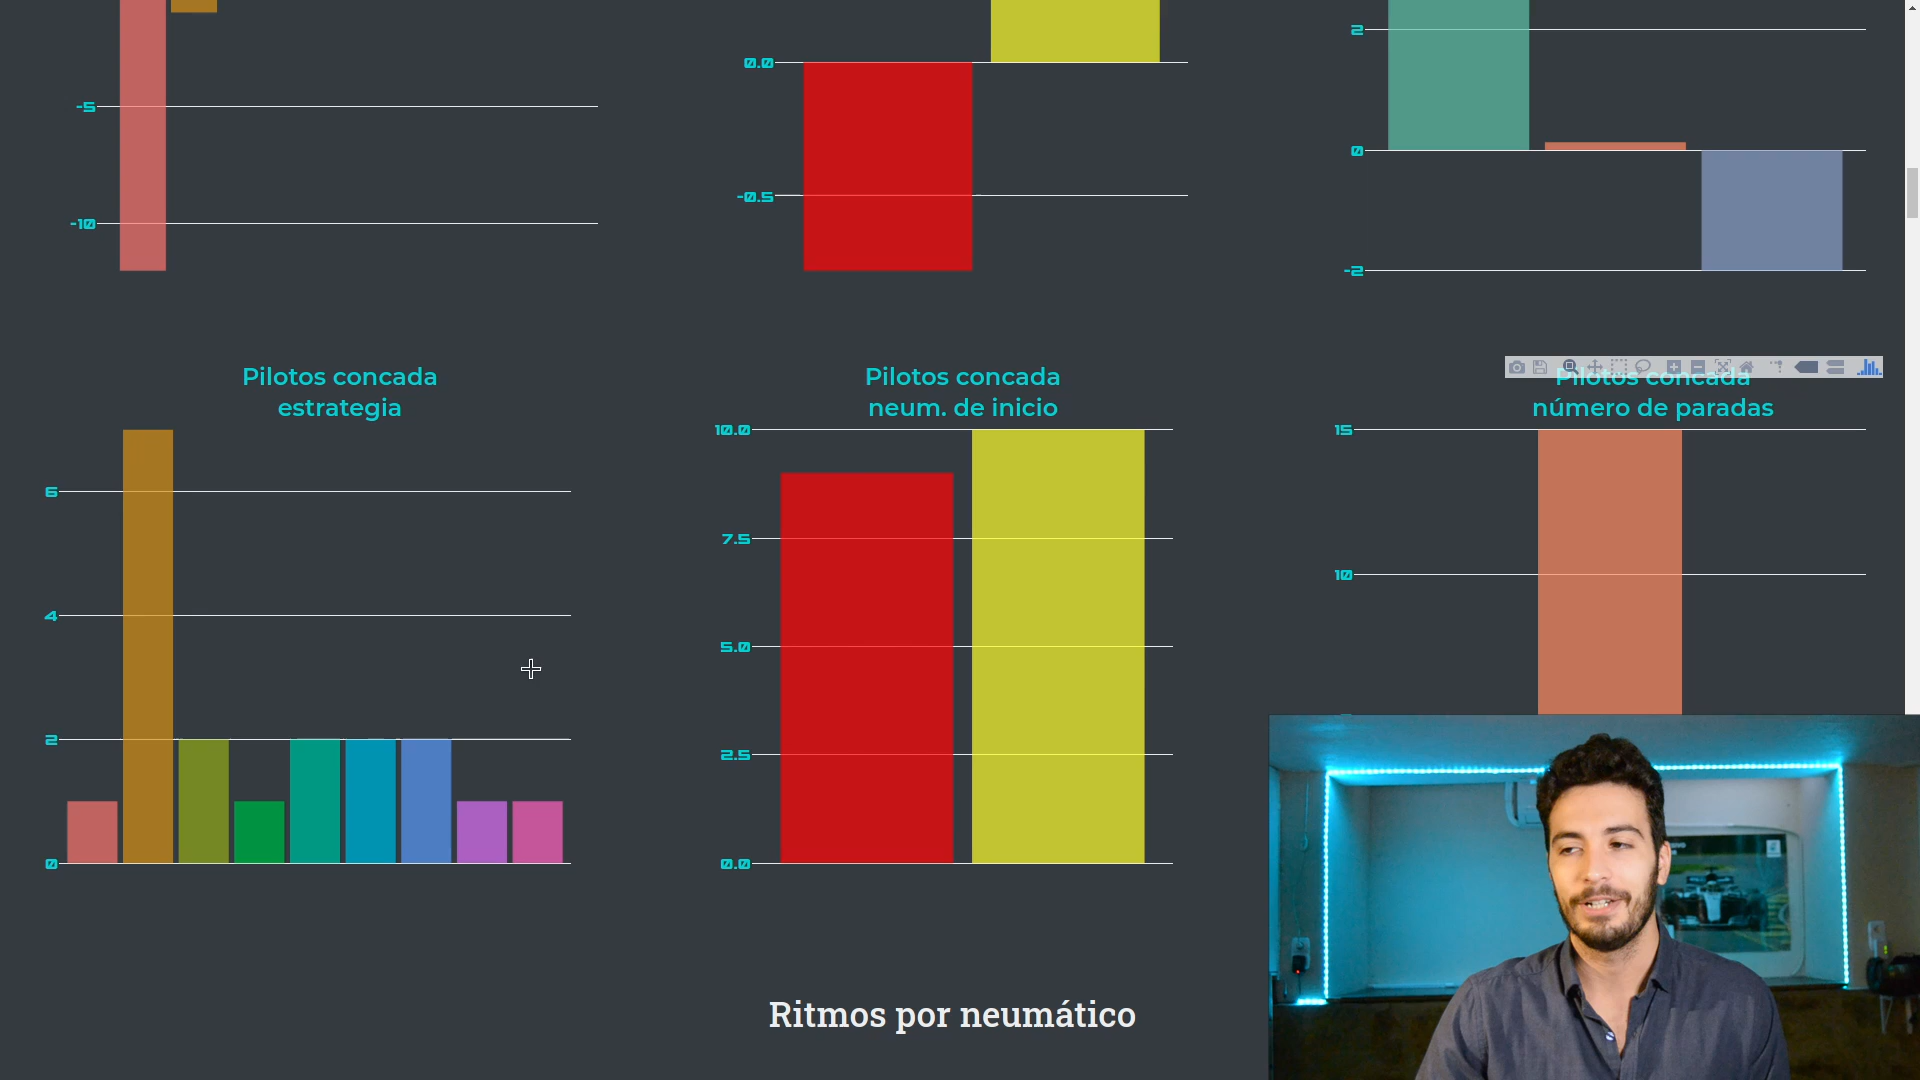 -5
-10
0.0
-0.5
2
0
-2
Pilotos concada
estrategia
6
4
2
0
Pilotos concada
neum. de inicio
10.0
7.5
5.0
2.5
0.0
Pilotos concada
número de paradas
15
10
Ritmos por neumático